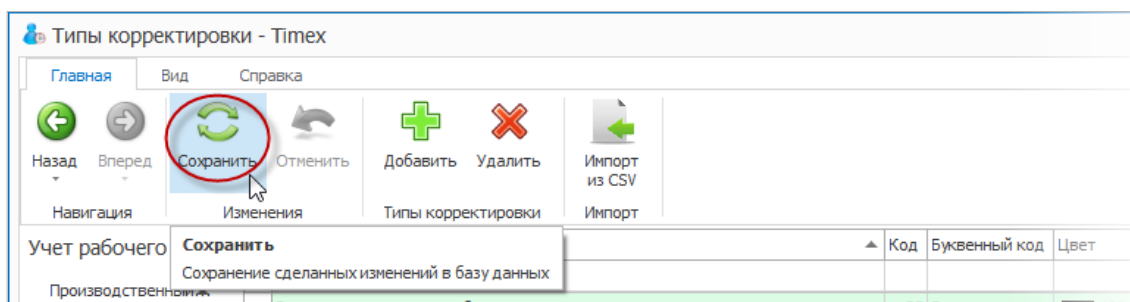 Типы корректировки - Timex
Главная Вид Справка
Назад Вперед Сохранить Отменить Добавить Удалить Импорт
из CSV
Навигация Изменения Типы корректировки Импорт
Учет рабочего Сохранить Код Буквенный код Цвет
Сохранение сделанных изменений в базу данных
Производственный